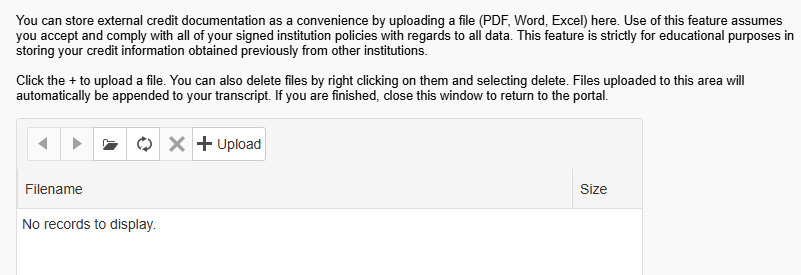 You can store external credit documentation as a convenience by uploading a file (PDF, Word, Excel) here. Use of this feature assumes
you accept and comply with all of your signed institution policies with regards to all data. This feature is strictly for educational purposes in
storing your credit information obtained previously from other institutions.
Click the + to upload a file. You can also delete files by right clicking on them and selecting delete. Files uploaded to this area will
automatically be appended to your transcript. If you are finished, close this window to return to the portal.
+ Upload
Filename Size
No records to display.